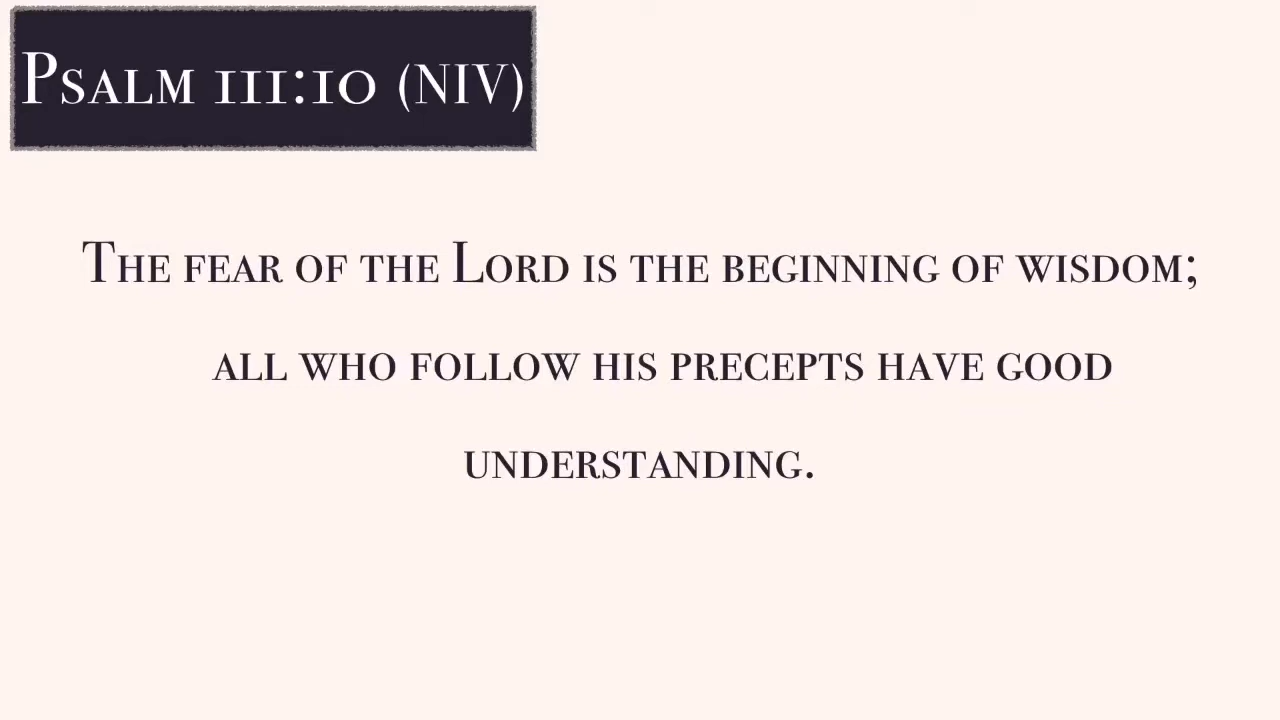 Psalm 111:10 (NIV)
The fear of the Lord is the beginning of wisdom;
all who follow his precepts have good
understanding.